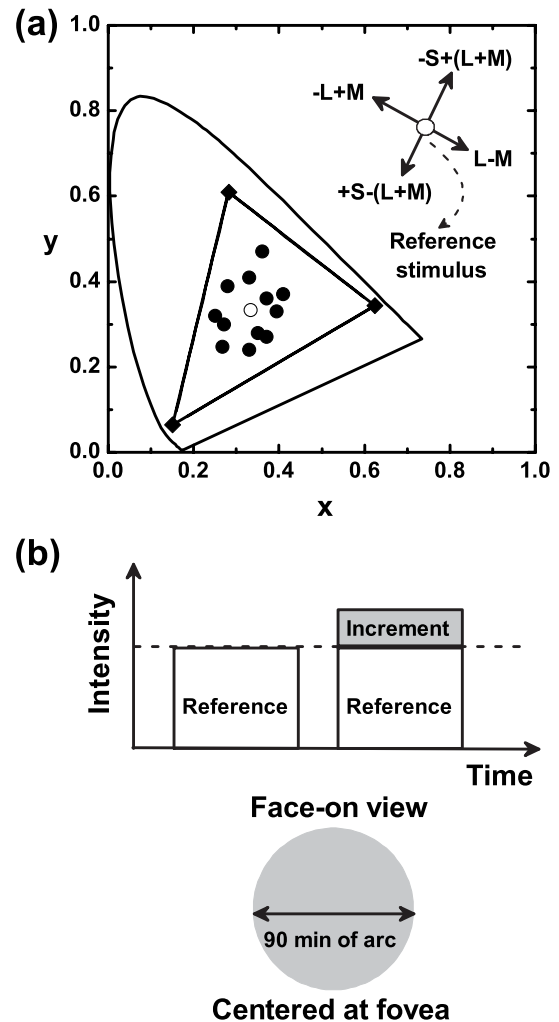 (a)
1.0
0.8
0.6
0.4
0.2
0.0
y
0.0 0.2 0.4 0.6 0.8 1.0
x
-S+(L+M)
-L+M
L-M
+S-(L+M)
Reference
stimulus
(b)
Intensity
Increment
Reference Reference
Time
Face-on view
90 min of arc
Centered at fovea